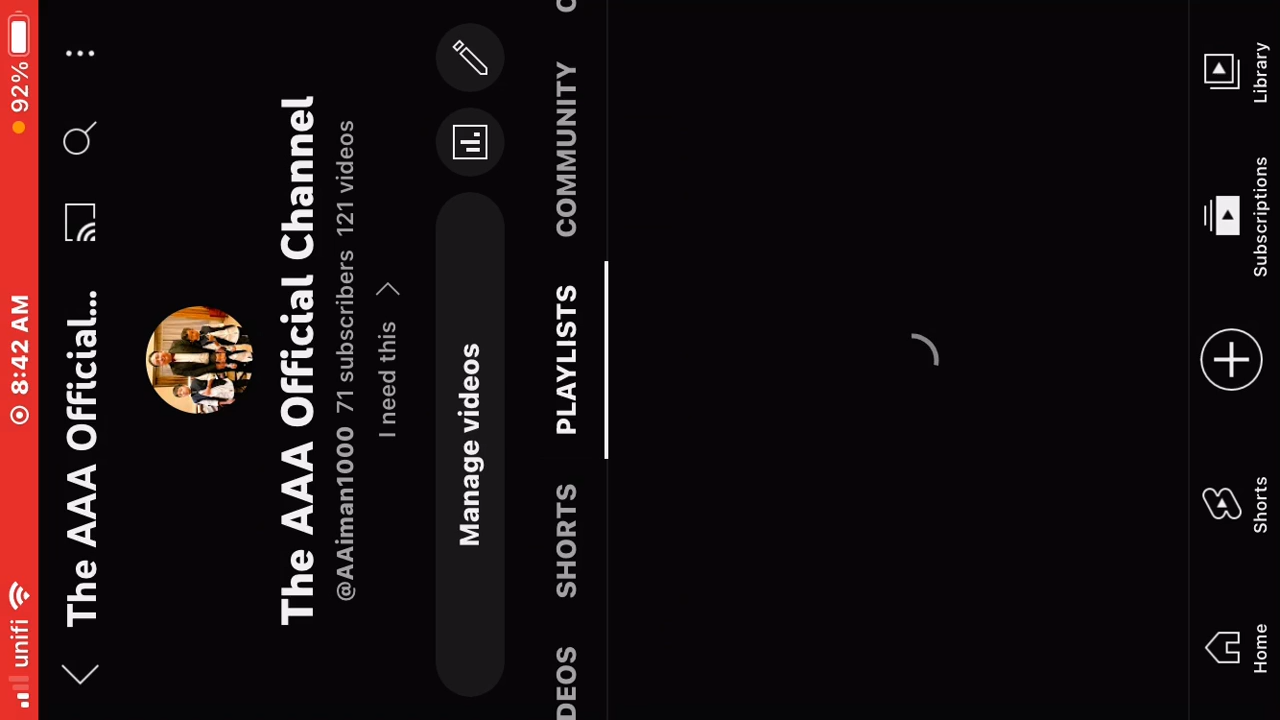 unifi 8:42 AM 92%
The AAA Official...
The AAA Official Channel
@AAiman1000 71 subscribers 121 videos
I need this
Manage videos
DEOS SHORTS PLAYLISTS COMMUNITY
Home Shorts Subscriptions Library